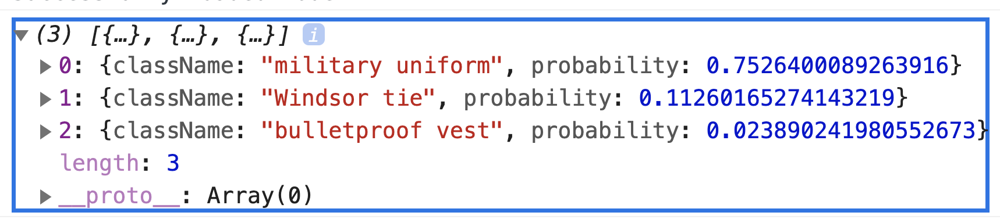 (3) [{…}, {…}, {…}] i
0: {className: "military uniform", probability: 0.7526400089263916}
1: {className: "Windsor tie", probability: 0.11260165274143219}
2: {className: "bulletproof vest", probability: 0.023890241980552673}
length: 3
__proto__: Array(0)